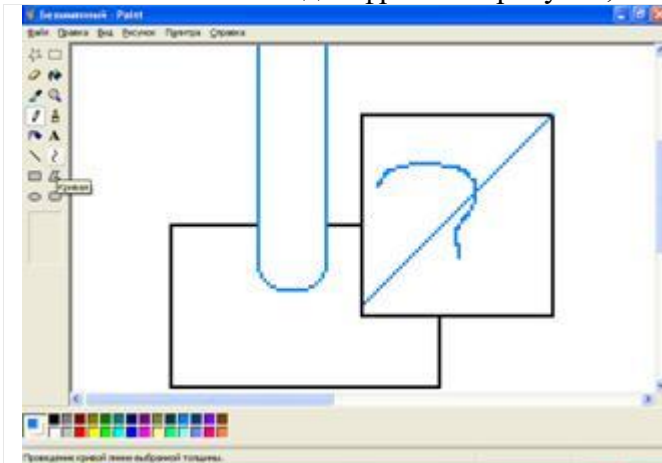 Безымянный - Paint
Файл Правка Вид Рисунок Палитра Справка
A
Кривая
Проведение кривой линии выбранной толщины.